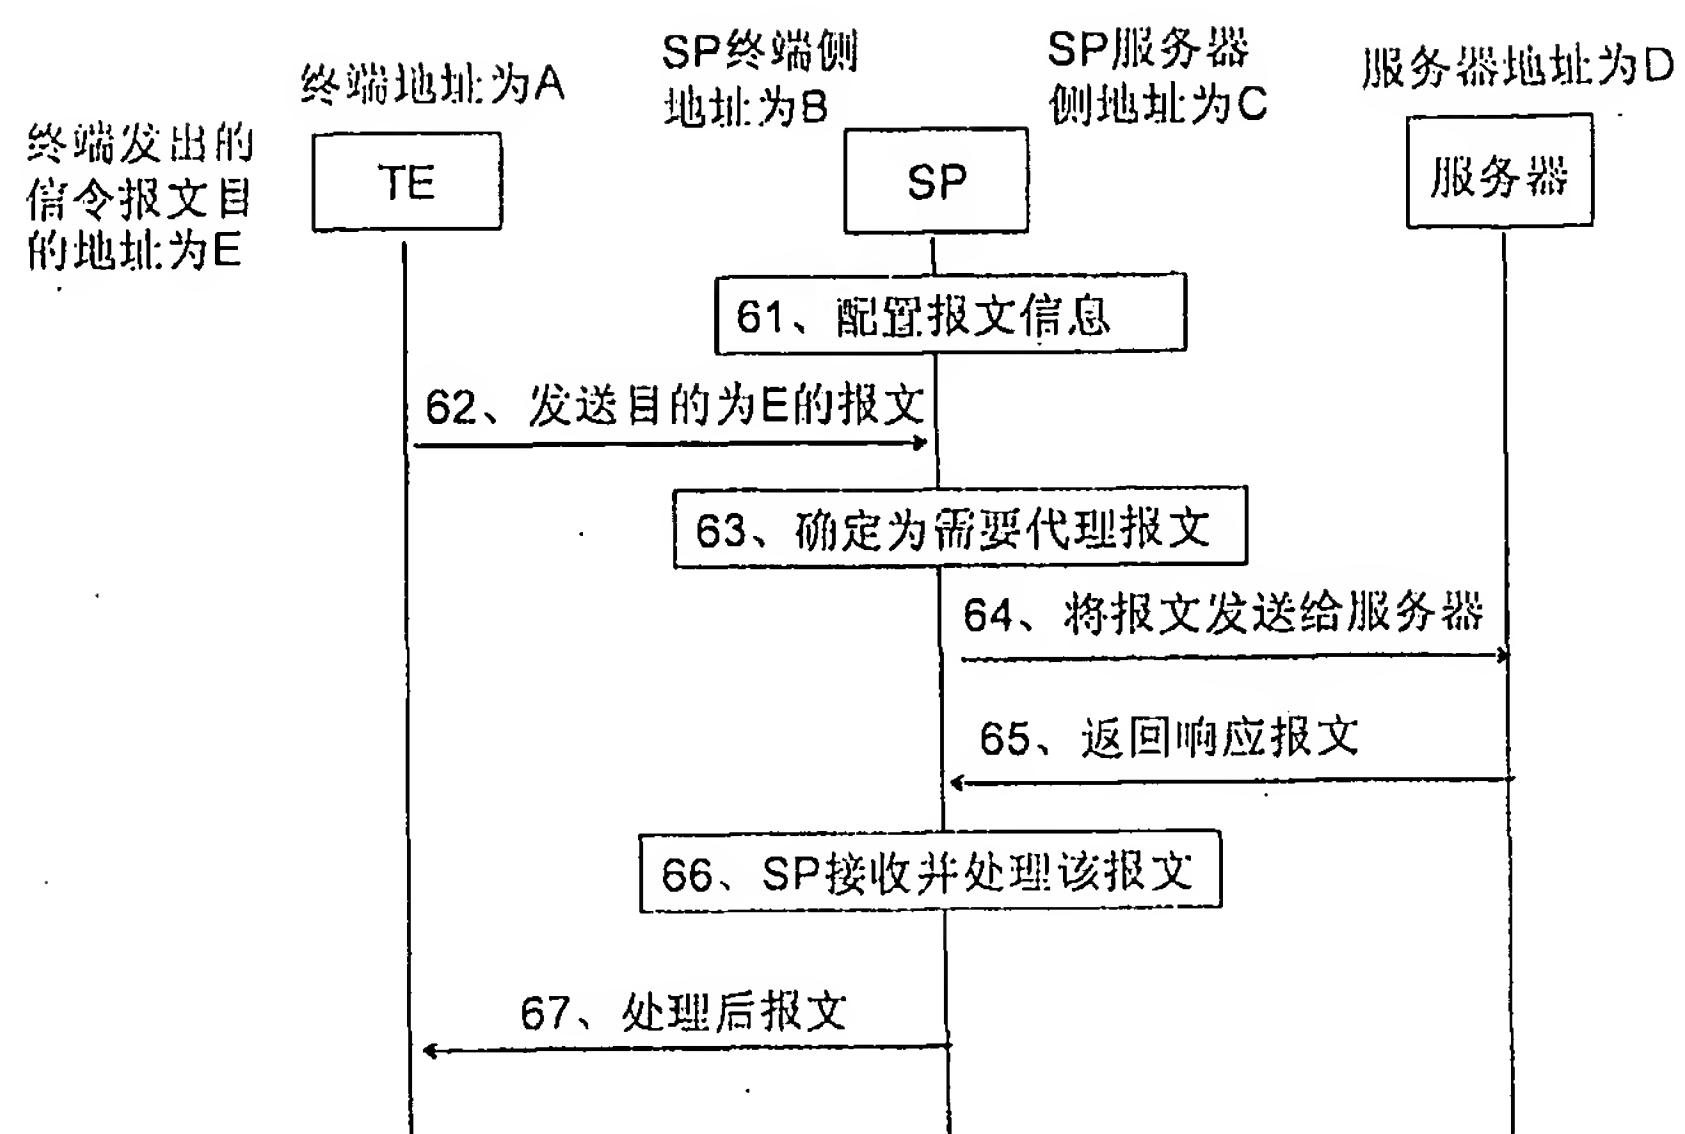 终端地址为A
SP终端侧
地址为B
SP服务器
侧地址为C
服务器地址为D
终端发出的
信令报文目
的地址为E
TE
SP
服务器
61、配置报文信息
62、发送目的为E的报文
63、确定为需要代理报文
64、将报文发送给服务器
65、返回响应报文
66、SP接收并处理该报文
67、处理后报文